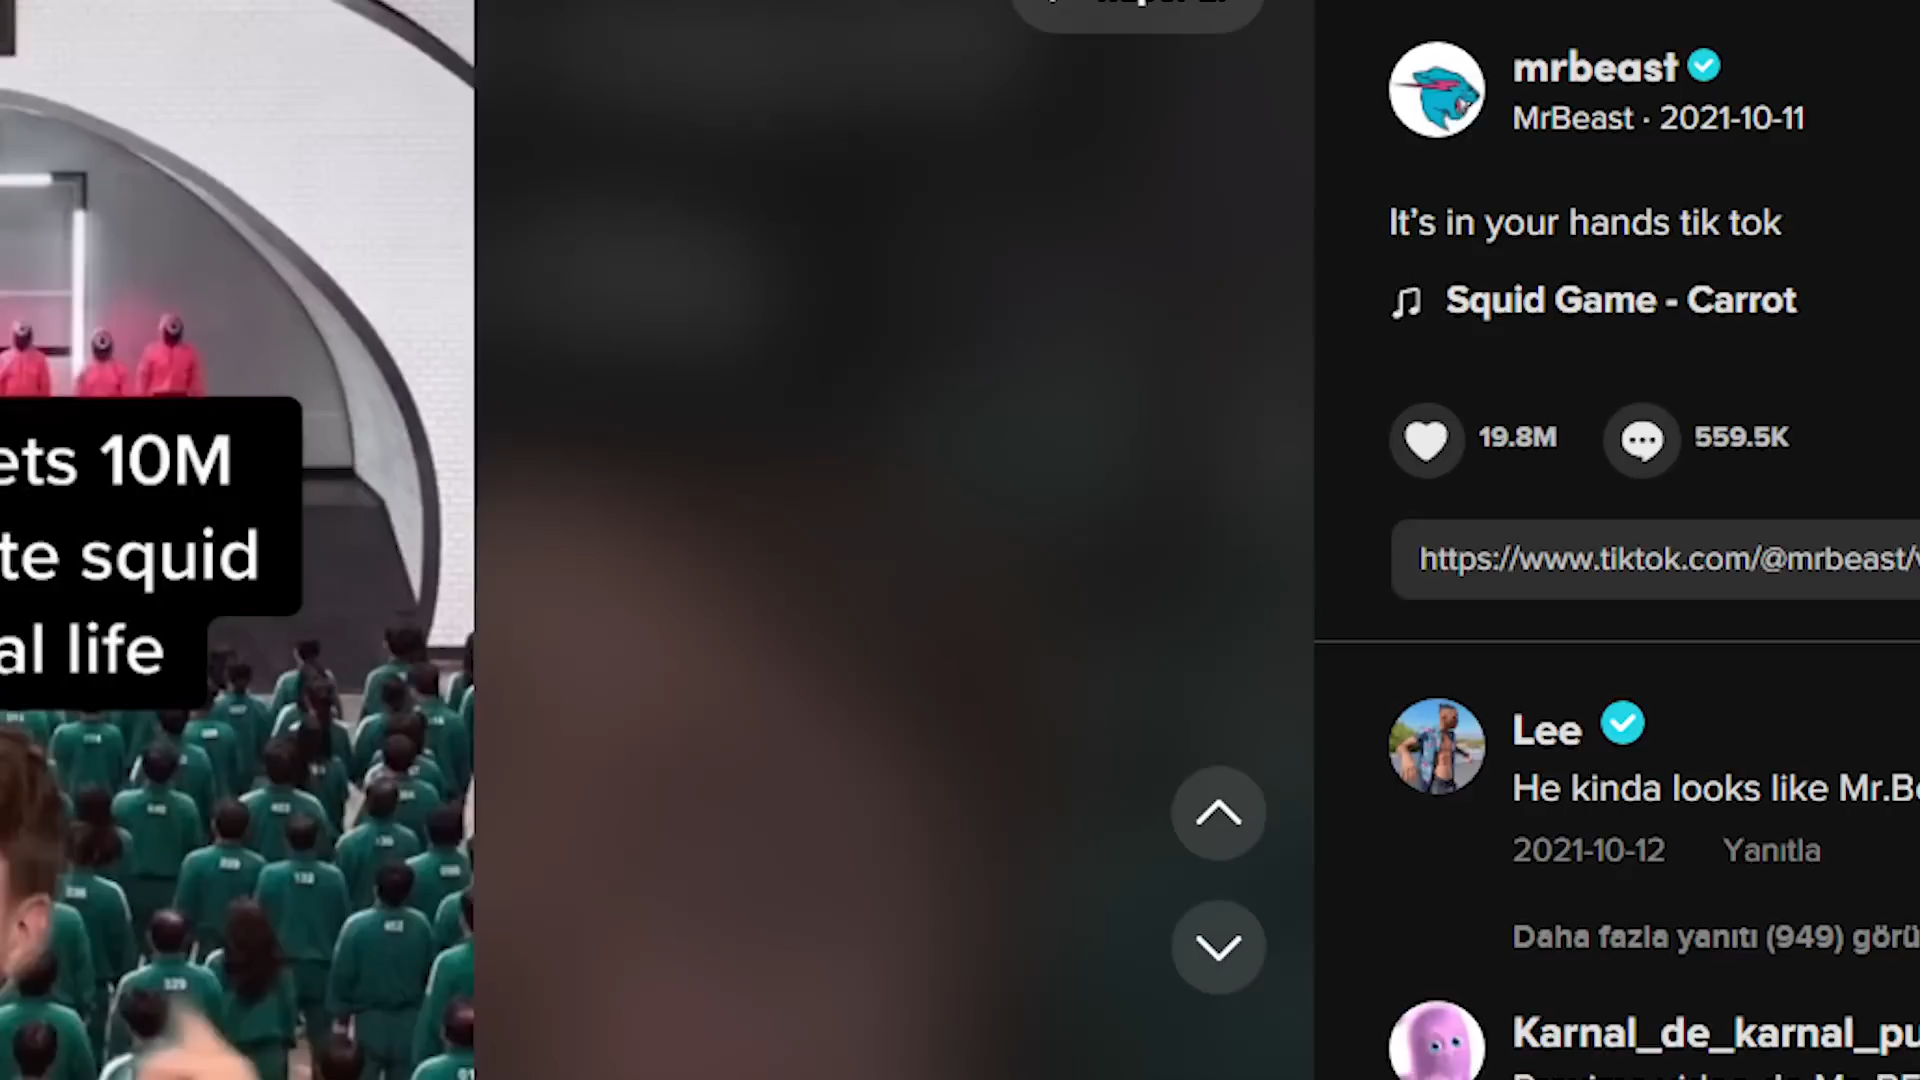 ets 10M
te squid
al life
mrbeast
MrBeast · 2021-10-11
It's in your hands tik tok
Squid Game - Carrot
19.8M 559.5K
https://www.tiktok.com/@mrbeast/
Lee
He kinda looks like Mr.Be
2021-10-12 Yanıtla
Daha fazla yanıtı (949) görü
Karnal_de_karnal_pu